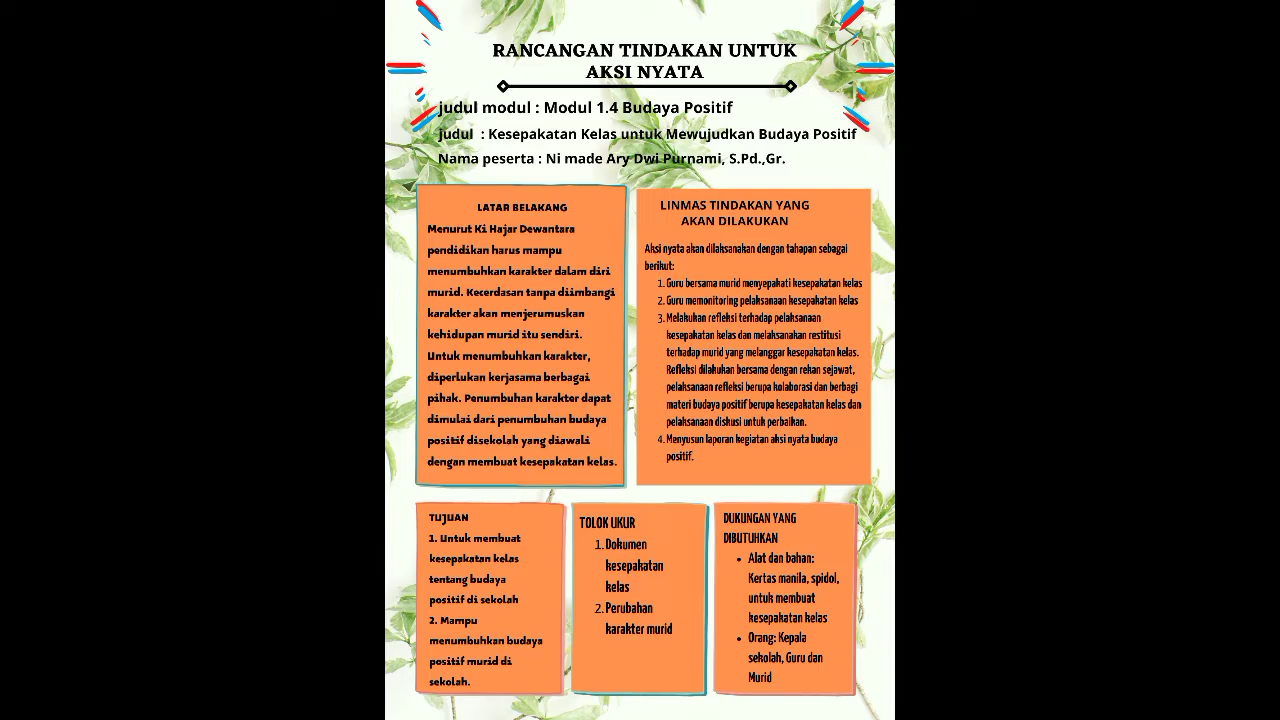 RANCANGAN TINDAKAN UNTUK
AKSI NYATA
judul modul : Modul 1.4 Budaya Positif
judul : Kesepakatan Kelas untuk Mewujudkan Budaya Positif
Nama peserta : Ni made Ary Dwi Purnami, S.Pd.,Gr.
LATAR BELAKANG
Menurut Ki Hajar Dewantara
pendidikan harus mampu
menumbuhkan karakter dalam diri
murid. Kecerdasan tanpa diimbangi
karakter akan menjerumuskan
kehidupan murid itu sendiri.
Untuk menumbuhkan karakter,
diperlukan kerjasama berbagai
pihak. Penumbuhan karakter dapat
dimulai dari penumbuhan budaya
positif disekolah yang diawali
dengan membuat kesepakatan kelas.
LINMAS TINDAKAN YANG
AKAN DILAKUKAN
Aksi nyata akan dilaksanakan dengan tahapan sebagai
berikut:
1. Guru bersama murid menyepakati kesepakatan kelas
2. Guru memonitoring pelaksanaan kesepakatan kelas
3. Melakukan refleksi terhadap pelaksanaan
kesepakatan kelas dan melaksanakan restitusi
terhadap murid yang melanggar kesepakatan kelas.
Refleksi dilakukan bersama dengan rekan sejawat,
pelaksanaan refleksi berupa kolaborasi dan berbagi
materi budaya positif berupa kesepakatan kelas dan
pelaksanaan diskusi untuk perbaikan.
4. Menyusun laporan kegiatan aksi nyata budaya
positif.
TUJUAN
1. Untuk membuat
kesepakatan kelas
tentang budaya
positif di sekolah
2. Mampu
menumbuhkan budaya
positif murid di
sekolah.
TOLOK UKUR
1. Dokumen
kesepakatan
kelas
2. Perubahan
karakter murid
DUKUNGAN YANG
DIBUTUHKAN
• Alat dan bahan:
Kertas manila, spidol,
untuk membuat
kesepakatan kelas
• Orang: Kepala
sekolah, Guru dan
Murid